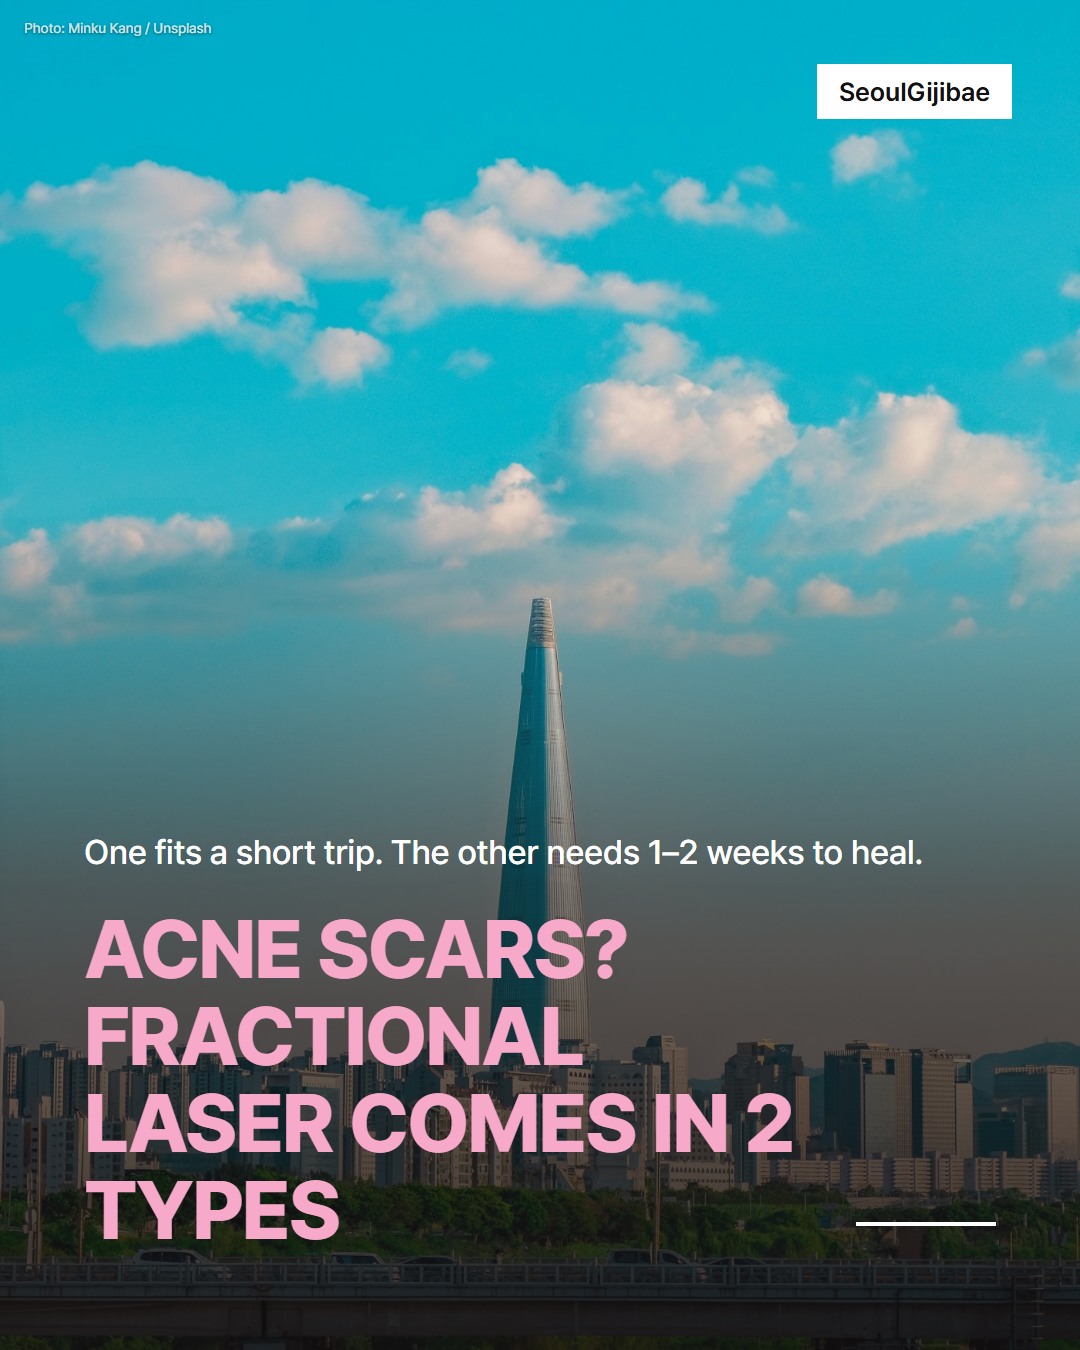 Photo: Minku Kang / Unsplash
SeoulGijibae
One fits a short trip. The other needs 1–2 weeks to heal.
ACNE SCARS?
FRACTIONAL
LASER COMES IN 2
TYPES